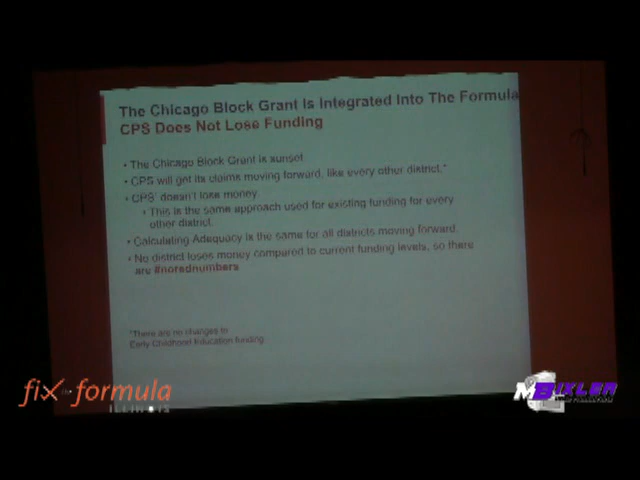 The Chicago Block Grant Is Integrated Into The Formula
CPS Does Not Lose Funding
• The Chicago Block Grant is sunset.
• CPS will get its claims moving forward, like every other district.*
• CPS' doesn't lose money.
• This is the same approach used for existing funding for every
other district.
• Calculating Adequacy is the same for all districts moving forward.
• No district loses money compared to current funding levels, so there
are #norednumbers
*There are no changes to
Early Childhood Education funding
fix the formula
ILLINOIS
MBIXLER